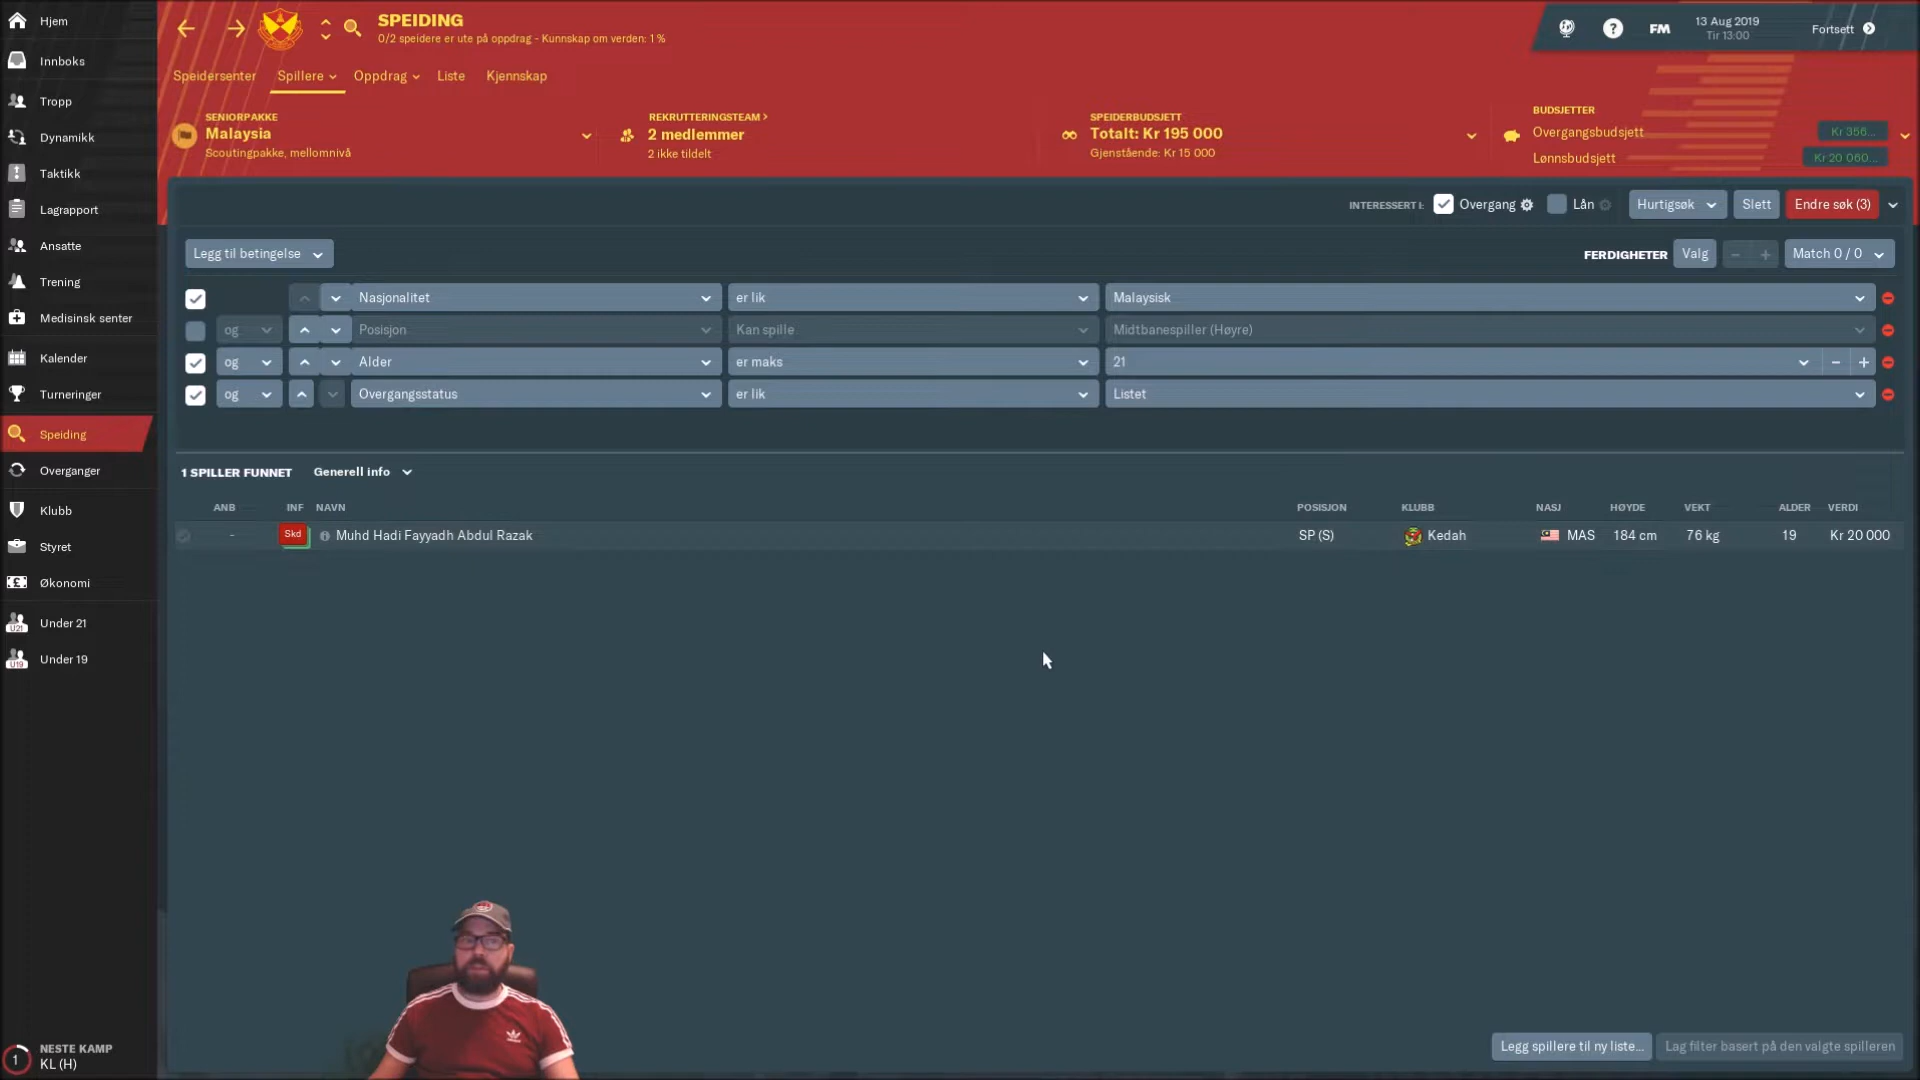 Hjem
Innboks
Tropp
Dynamikk
Taktikk
Lagrapport
Ansatte
Trening
Medisinsk senter
Kalender
Turneringer
Speiding
Overganger
Klubb
Styret
Økonomi
Under 21
Under 19
NESTE KAMP
1 KL (H)
SPEIDING
0/2 speidere er ute på oppdrag - Kunnskap om verden: 1 %
FM
13 Aug 2019
Tir 13:00
Fortsett
Speidersenter Spillere Oppdrag Liste Kjennskap
SENIORPAKKE
Malaysia
Scoutingpakke, mellomnivå
REKRUTTERINGSTEAM >
2 medlemmer
2 ikke tildelt
SPEIDERBUDSJETT
Totalt: Kr 195 000
Gjenstående: Kr 15 000
BUDSJETTER
Overgangsbudsjett Kr 356...
Lønnsbudsjett Kr 20 060...
INTERESSERT I: Overgang Lån Hurtigsøk Slett Endre søk (3)
Legg til betingelse FERDIGHETER Valg - + Match 0 / 0
Nasjonalitet er lik Malaysisk
og Posisjon Kan spille Midtbanespiller (Høyre)
og Alder er maks 21 - +
og Overgangsstatus er lik Listet
1 SPILLER FUNNET Generell info
ANB INF NAVN POSISJON KLUBB NASJ HØYDE VEKT ALDER VERDI
- Skd Muhd Hadi Fayyadh Abdul Razak SP (S) Kedah MAS 184 cm 76 kg 19 Kr 20 000
Legg spillere til ny liste... Lag filter basert på den valgte spilleren